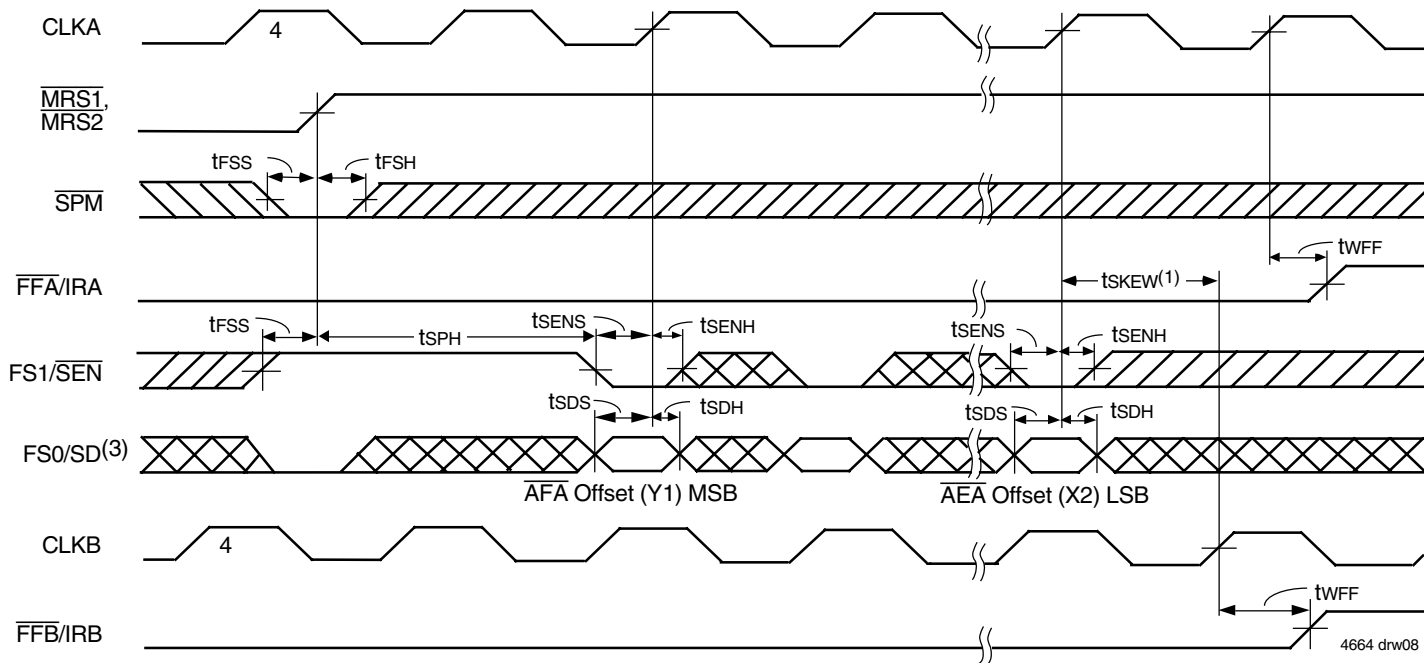 CLKA
4
MRS1,
MRS2
tFSS
tFSH
SPM
tWFF
FFA/IRA
tSKEW(1)
tFSS
tSPH
tSENS
tSENH
tSENS
tSENH
FS1/SEN
tSDS
tSDH
tSDS
tSDH
FS0/SD(3)
AFA Offset (Y1) MSB
AEA Offset (X2) LSB
CLKB
4
tWFF
FFB/IRB
4664 drw08